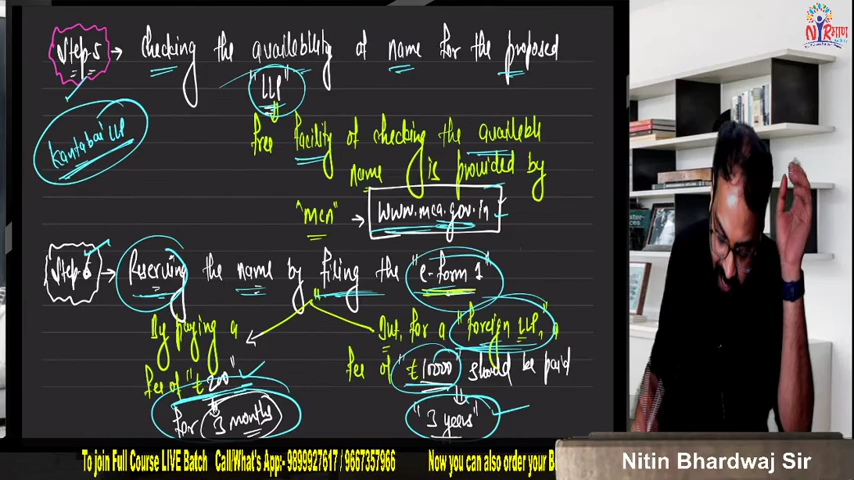 Step-5 → checking the availability of name for the proposed
"LLP"
kantabai LLP
free facility of checking the available
name is provided by
"MCA" → www.mca.gov.in
Step-6 → Reserving the name by filing the "e-form 1"
By paying a
fee of "₹ 200"
for 3 months
But, for a "foreign LLP", a
fee of "₹ 10000" should be paid
"3 years"
To join Full Course LIVE Batch Call/What's App:- 9899927617 / 9667357966 Now you can also order your B
Nitin Bhardwaj Sir